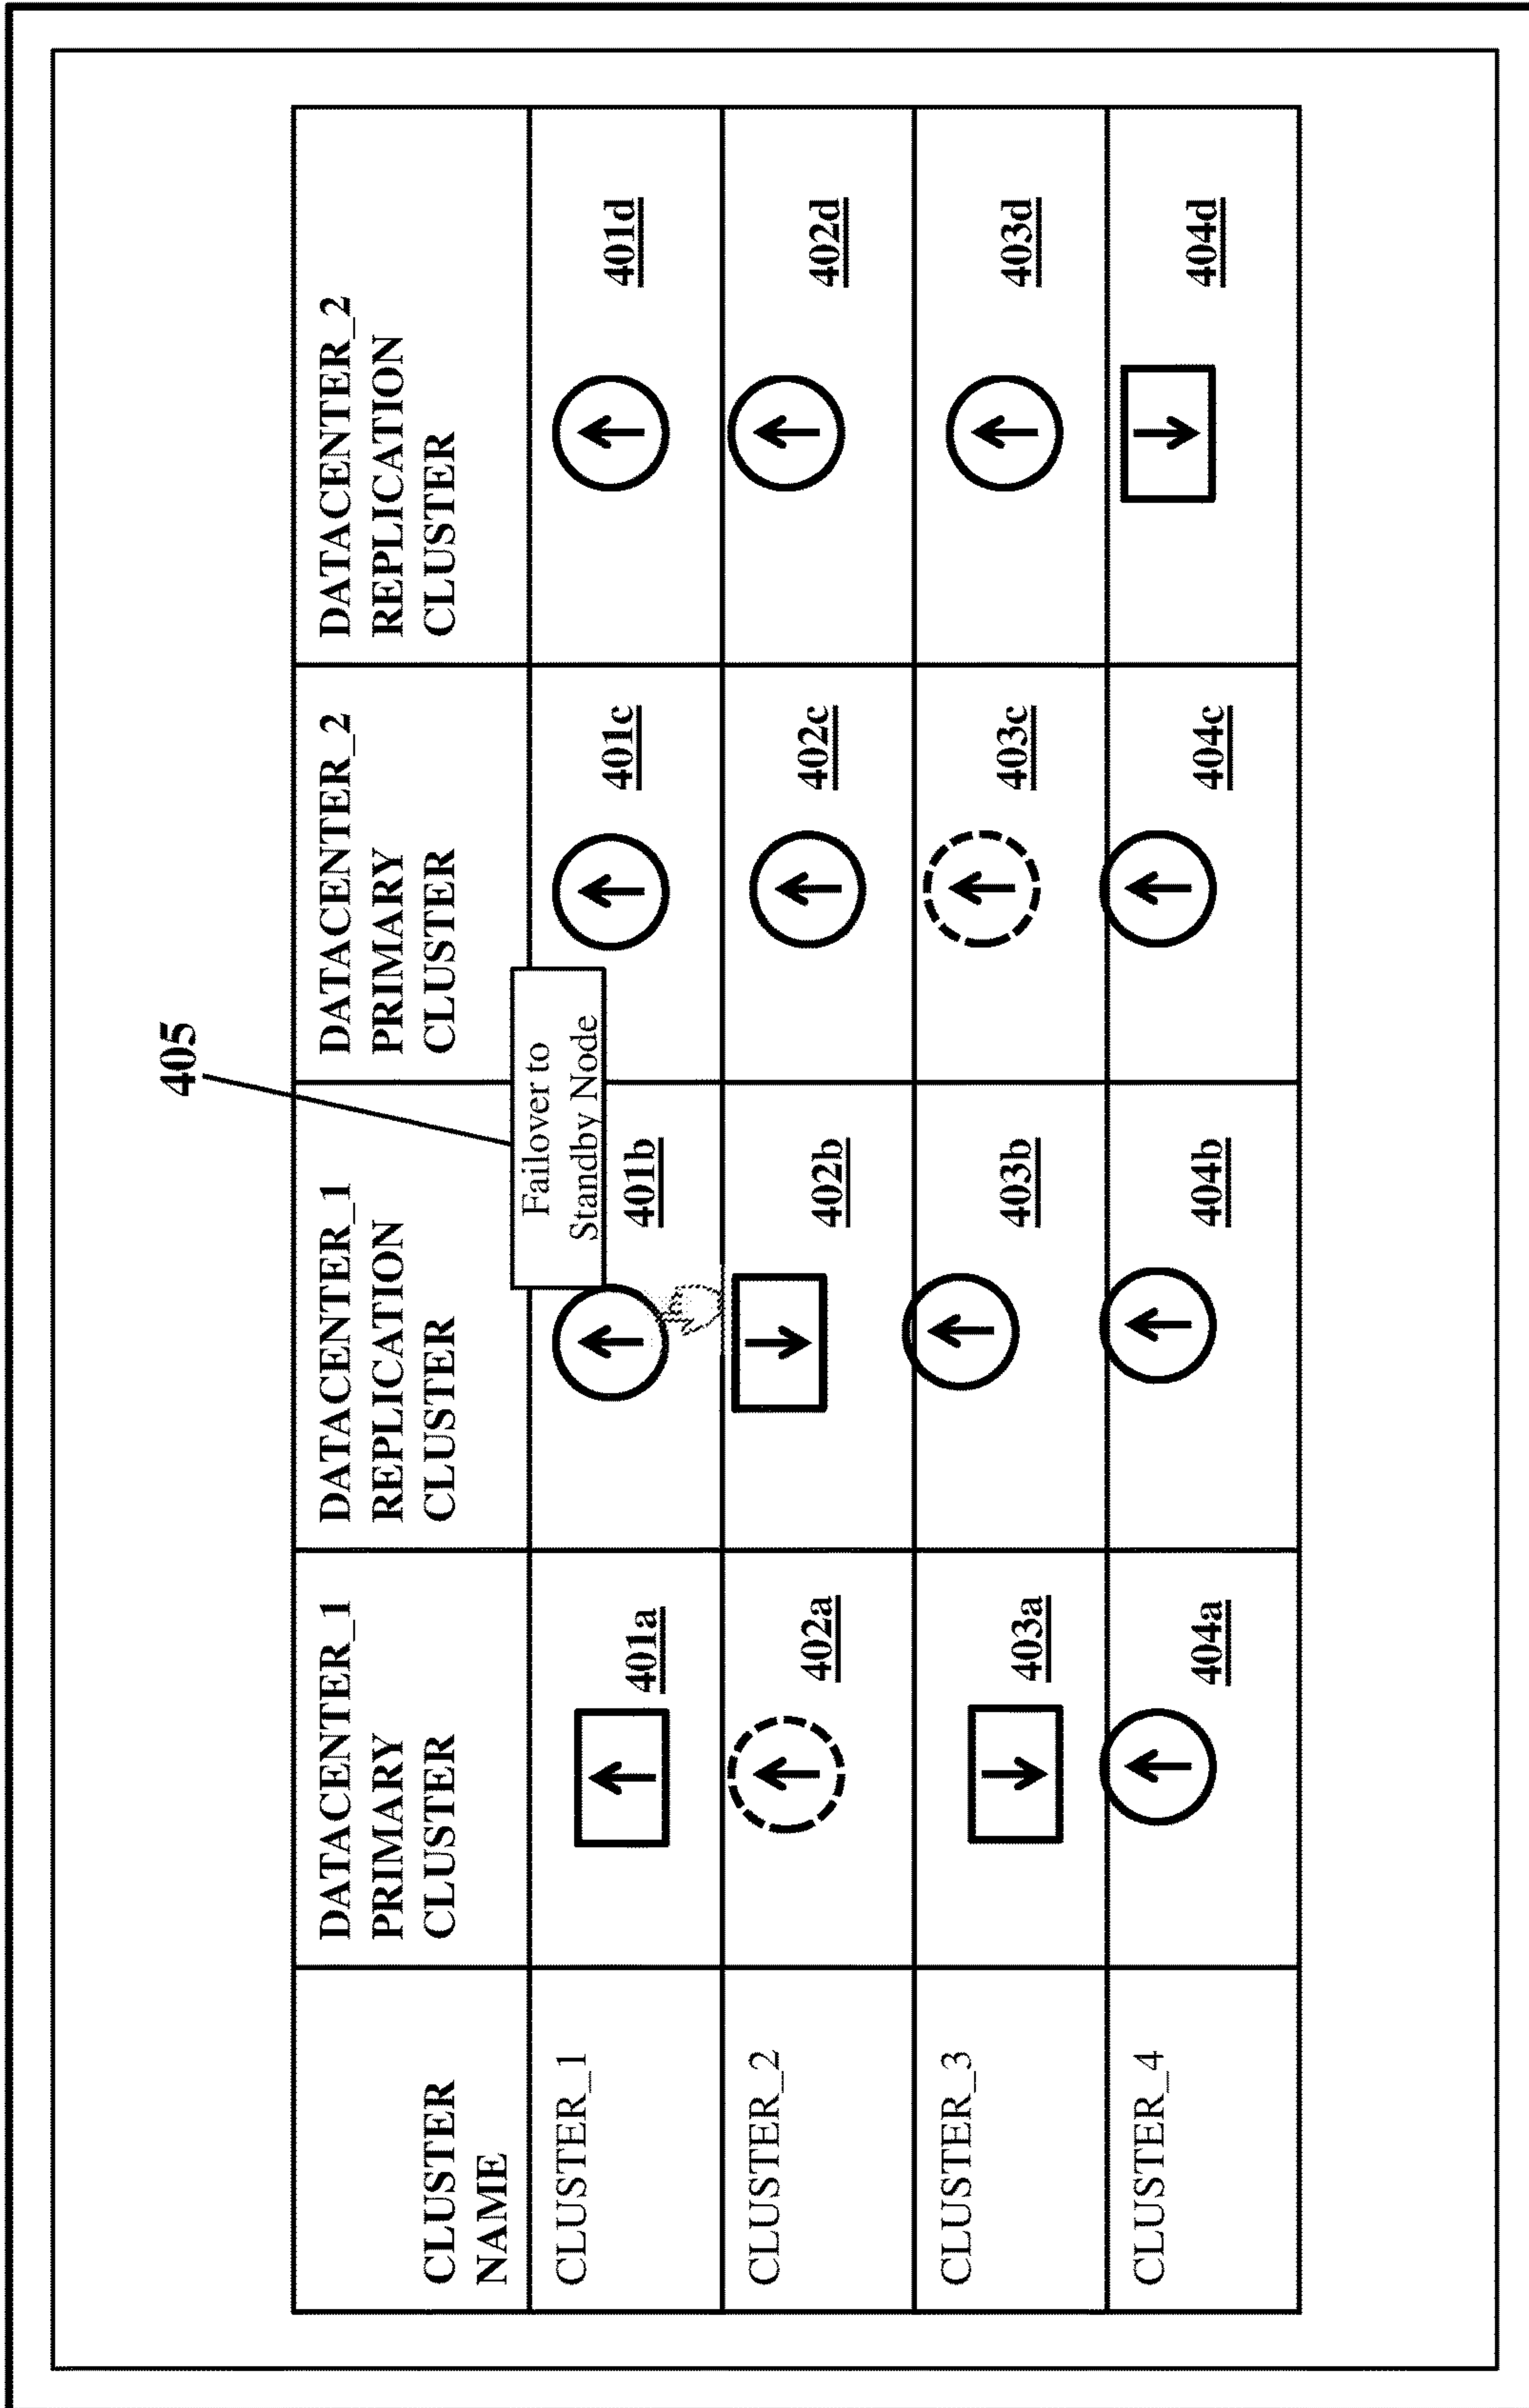 405
CLUSTER
NAME
DATACENTER_1
PRIMARY
CLUSTER
DATACENTER_1
REPLICATION
CLUSTER
DATACENTER_2
PRIMARY
CLUSTER
DATACENTER_2
REPLICATION
CLUSTER
Failover to
Standby Node
CLUSTER_1
401a
401b
401c
401d
CLUSTER_2
402a
402b
402c
402d
CLUSTER_3
403a
403b
403c
403d
CLUSTER_4
404a
404b
404c
404d